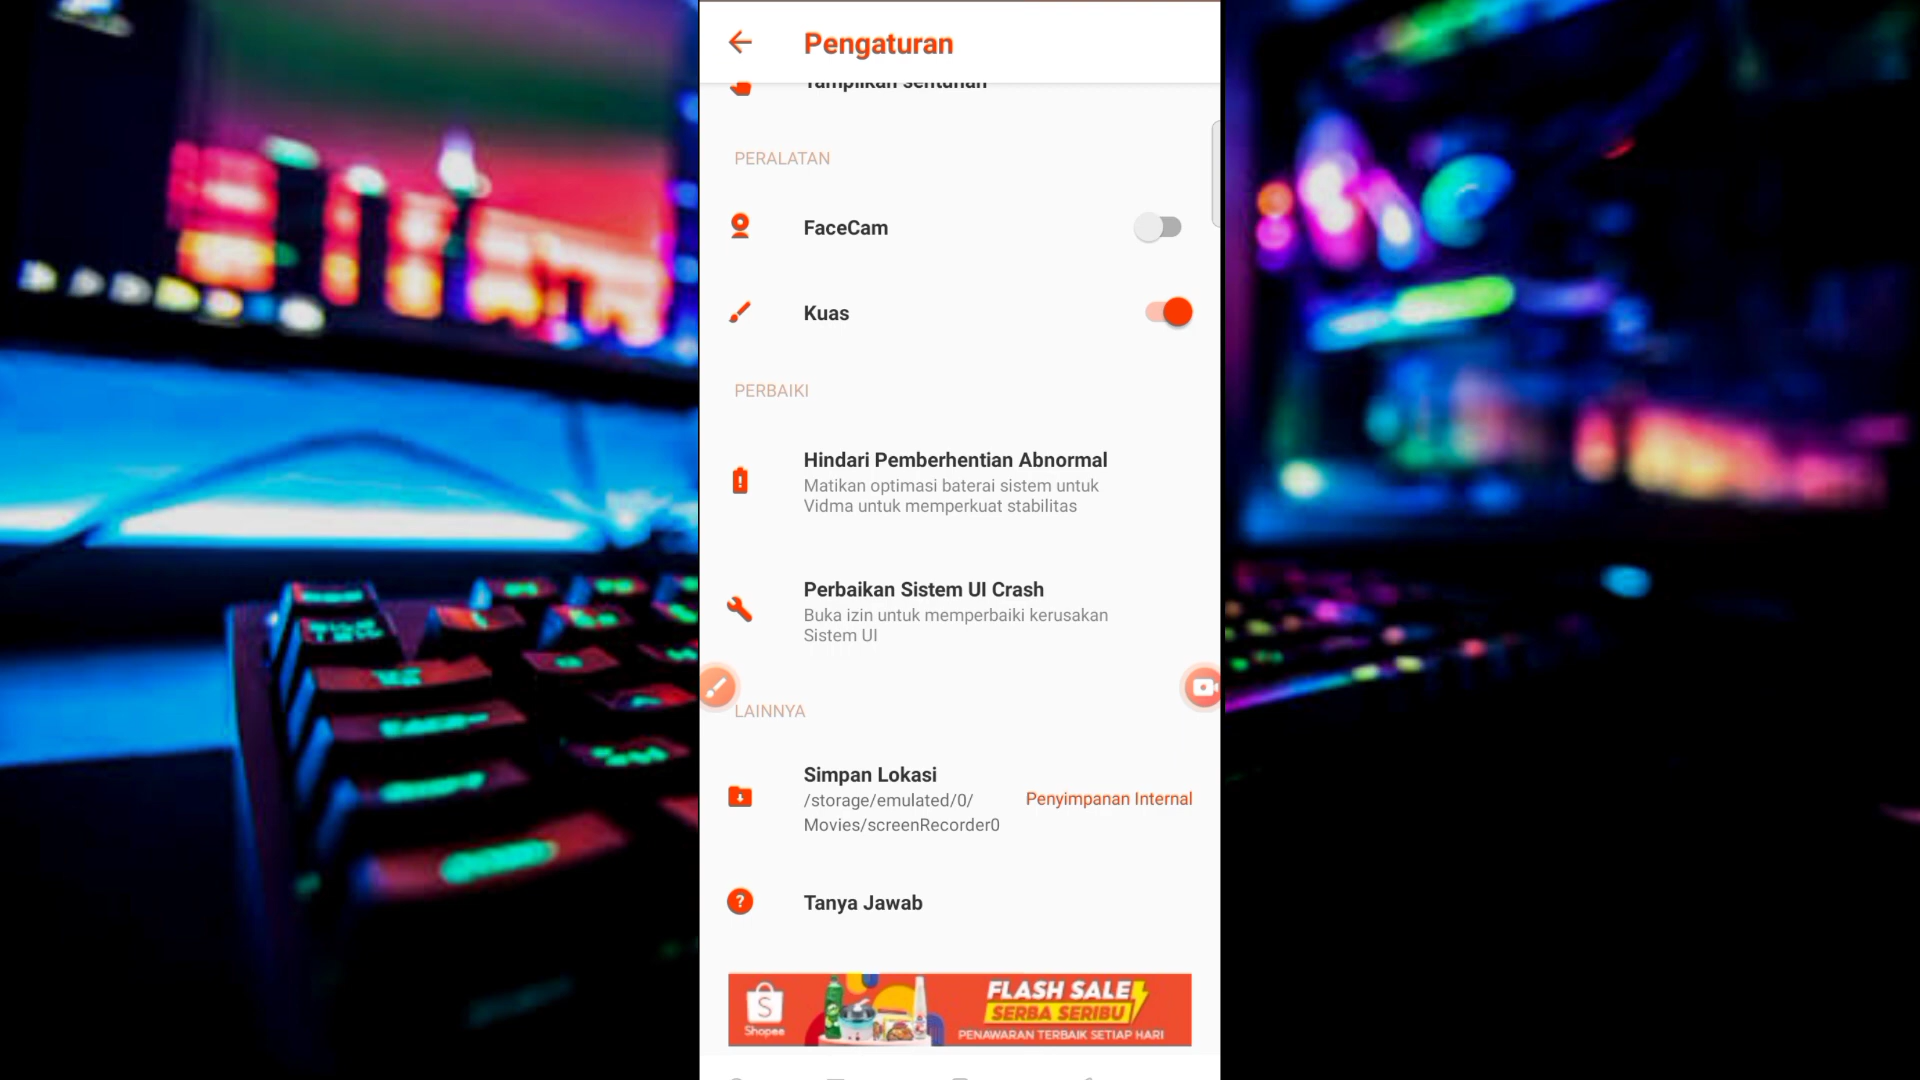 Pengaturan
Tampilkan sentuhan
PERALATAN
FaceCam
Kuas
PERBAIKI
Hindari Pemberhentian Abnormal
Matikan optimasi baterai sistem untuk
Vidma untuk memperkuat stabilitas
Perbaikan Sistem UI Crash
Buka izin untuk memperbaiki kerusakan
Sistem UI
LAINNYA
Simpan Lokasi
/storage/emulated/0/
Movies/screenRecorder0
Penyimpanan Internal
Tanya Jawab
Shopee
FLASH SALE
SERBA SERIBU
PENAWARAN TERBAIK SETIAP HARI